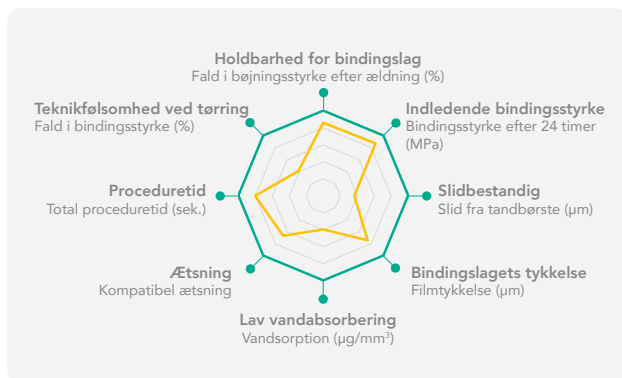 Holdbarhed for bindingslag
Fald i bøjningsstyrke efter ældning (%)
Teknikfølsomhed ved tørring
Fald i bindingsstyrke (%)
Indledende bindingsstyrke
Bindingsstyrke efter 24 timer
(MPa)
Proceduretid
Total proceduretid (sek.)
Slidbestandig
Slid fra tandbørste (µm)
Ætsning
Kompatibel ætsning
Bindingslagets tykkelse
Filmtykkelse (µm)
Lav vandabsorbering
Vandsorption (µg/mm³)